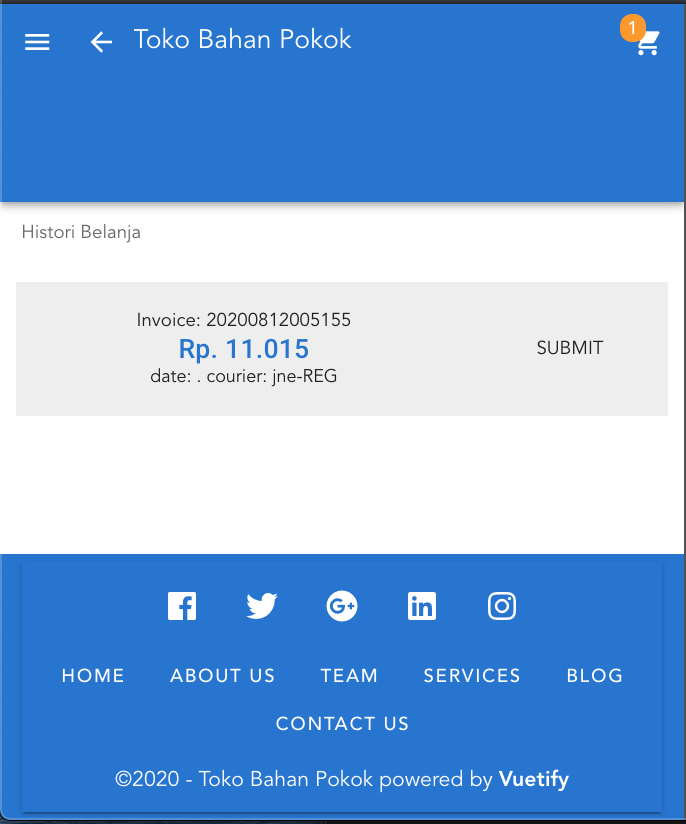 Toko Bahan Pokok
1
Histori Belanja
Invoice: 20200812005155
Rp. 11.015
date: . courier: jne-REG
SUBMIT
HOME ABOUT US TEAM SERVICES BLOG
CONTACT US
©2020 - Toko Bahan Pokok powered by Vuetify